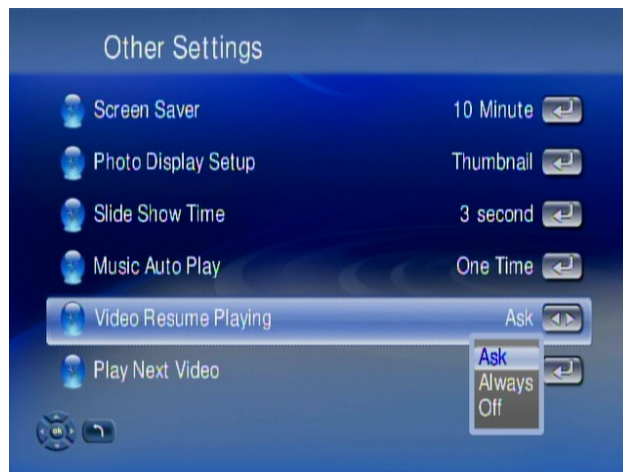 Other Settings
Screen Saver 10 Minute
Photo Display Setup Thumbnail
Slide Show Time 3 second
Music Auto Play One Time
Video Resume Playing Ask
Play Next Video
Ask
Always
Off
ok